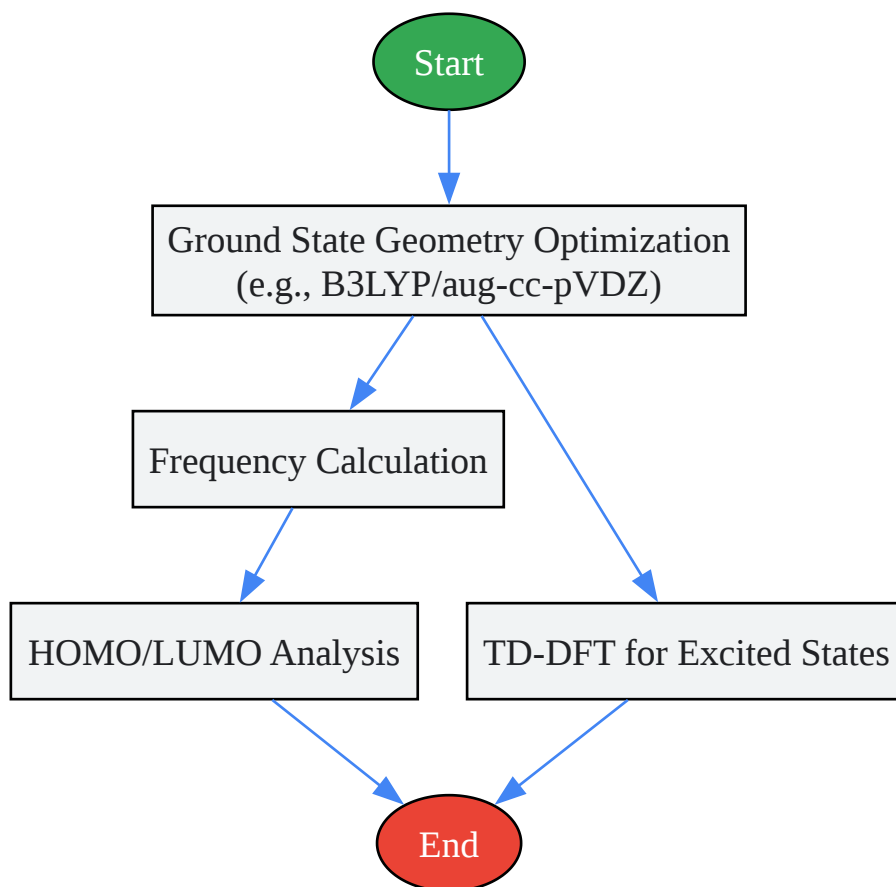 Start
Ground State Geometry Optimization
(e.g., B3LYP/aug-cc-pVDZ)
Frequency Calculation
HOMO/LUMO Analysis
TD-DFT for Excited States
End